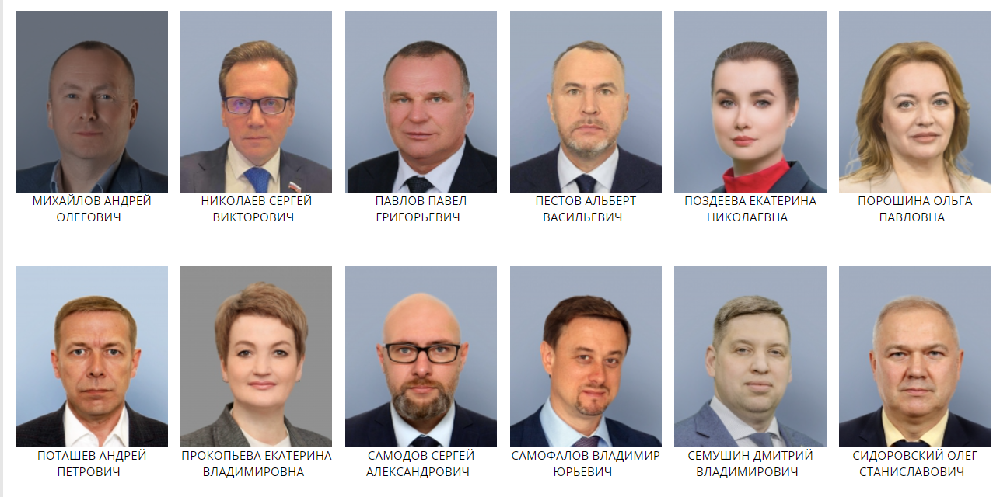 МИХАЙЛОВ АНДРЕЙ
ОЛЕГОВИЧ
НИКОЛАЕВ СЕРГЕЙ
ВИКТОРОВИЧ
ПАВЛОВ ПАВЕЛ
ГРИГОРЬЕВИЧ
ПЕСТОВ АЛЬБЕРТ
ВАСИЛЬЕВИЧ
ПОЗДЕЕВА ЕКАТЕРИНА
НИКОЛАЕВНА
ПОРОШИНА ОЛЬГА
ПАВЛОВНА
ПОТАШЕВ АНДРЕЙ
ПЕТРОВИЧ
ПРОКОПЬЕВА ЕКАТЕРИНА
ВЛАДИМИРОВНА
САМОДОВ СЕРГЕЙ
АЛЕКСАНДРОВИЧ
САМОФАЛОВ ВЛАДИМИР
ЮРЬЕВИЧ
СЕМУШИН ДМИТРИЙ
ВЛАДИМИРОВИЧ
СИДОРОВСКИЙ ОЛЕГ
СТАНИСЛАВОВИЧ